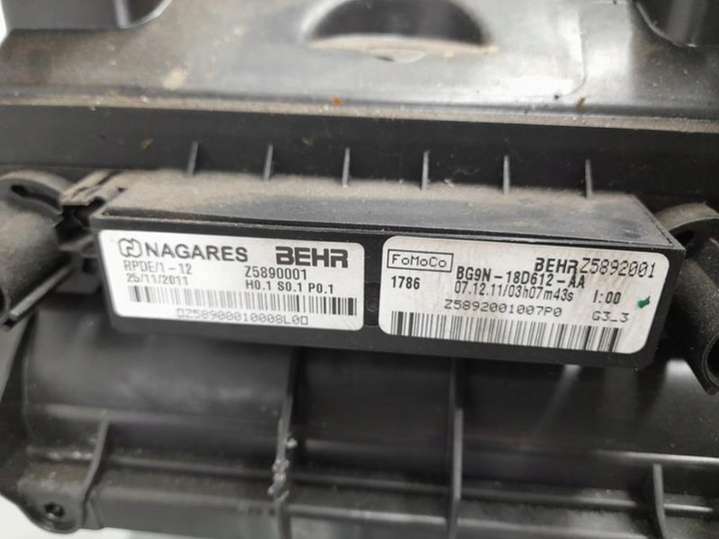 NAGARES BEHR
RPDE/1-12 Z5890001
25/11/2011 H0.1 S0.1 P0.1
Z58900010008L0
FoMoCo BEHR Z5892001
1786 BG9N-18D612-AA
07.12.11/03h07m43s I:00
Z5892001007P0 G3_3